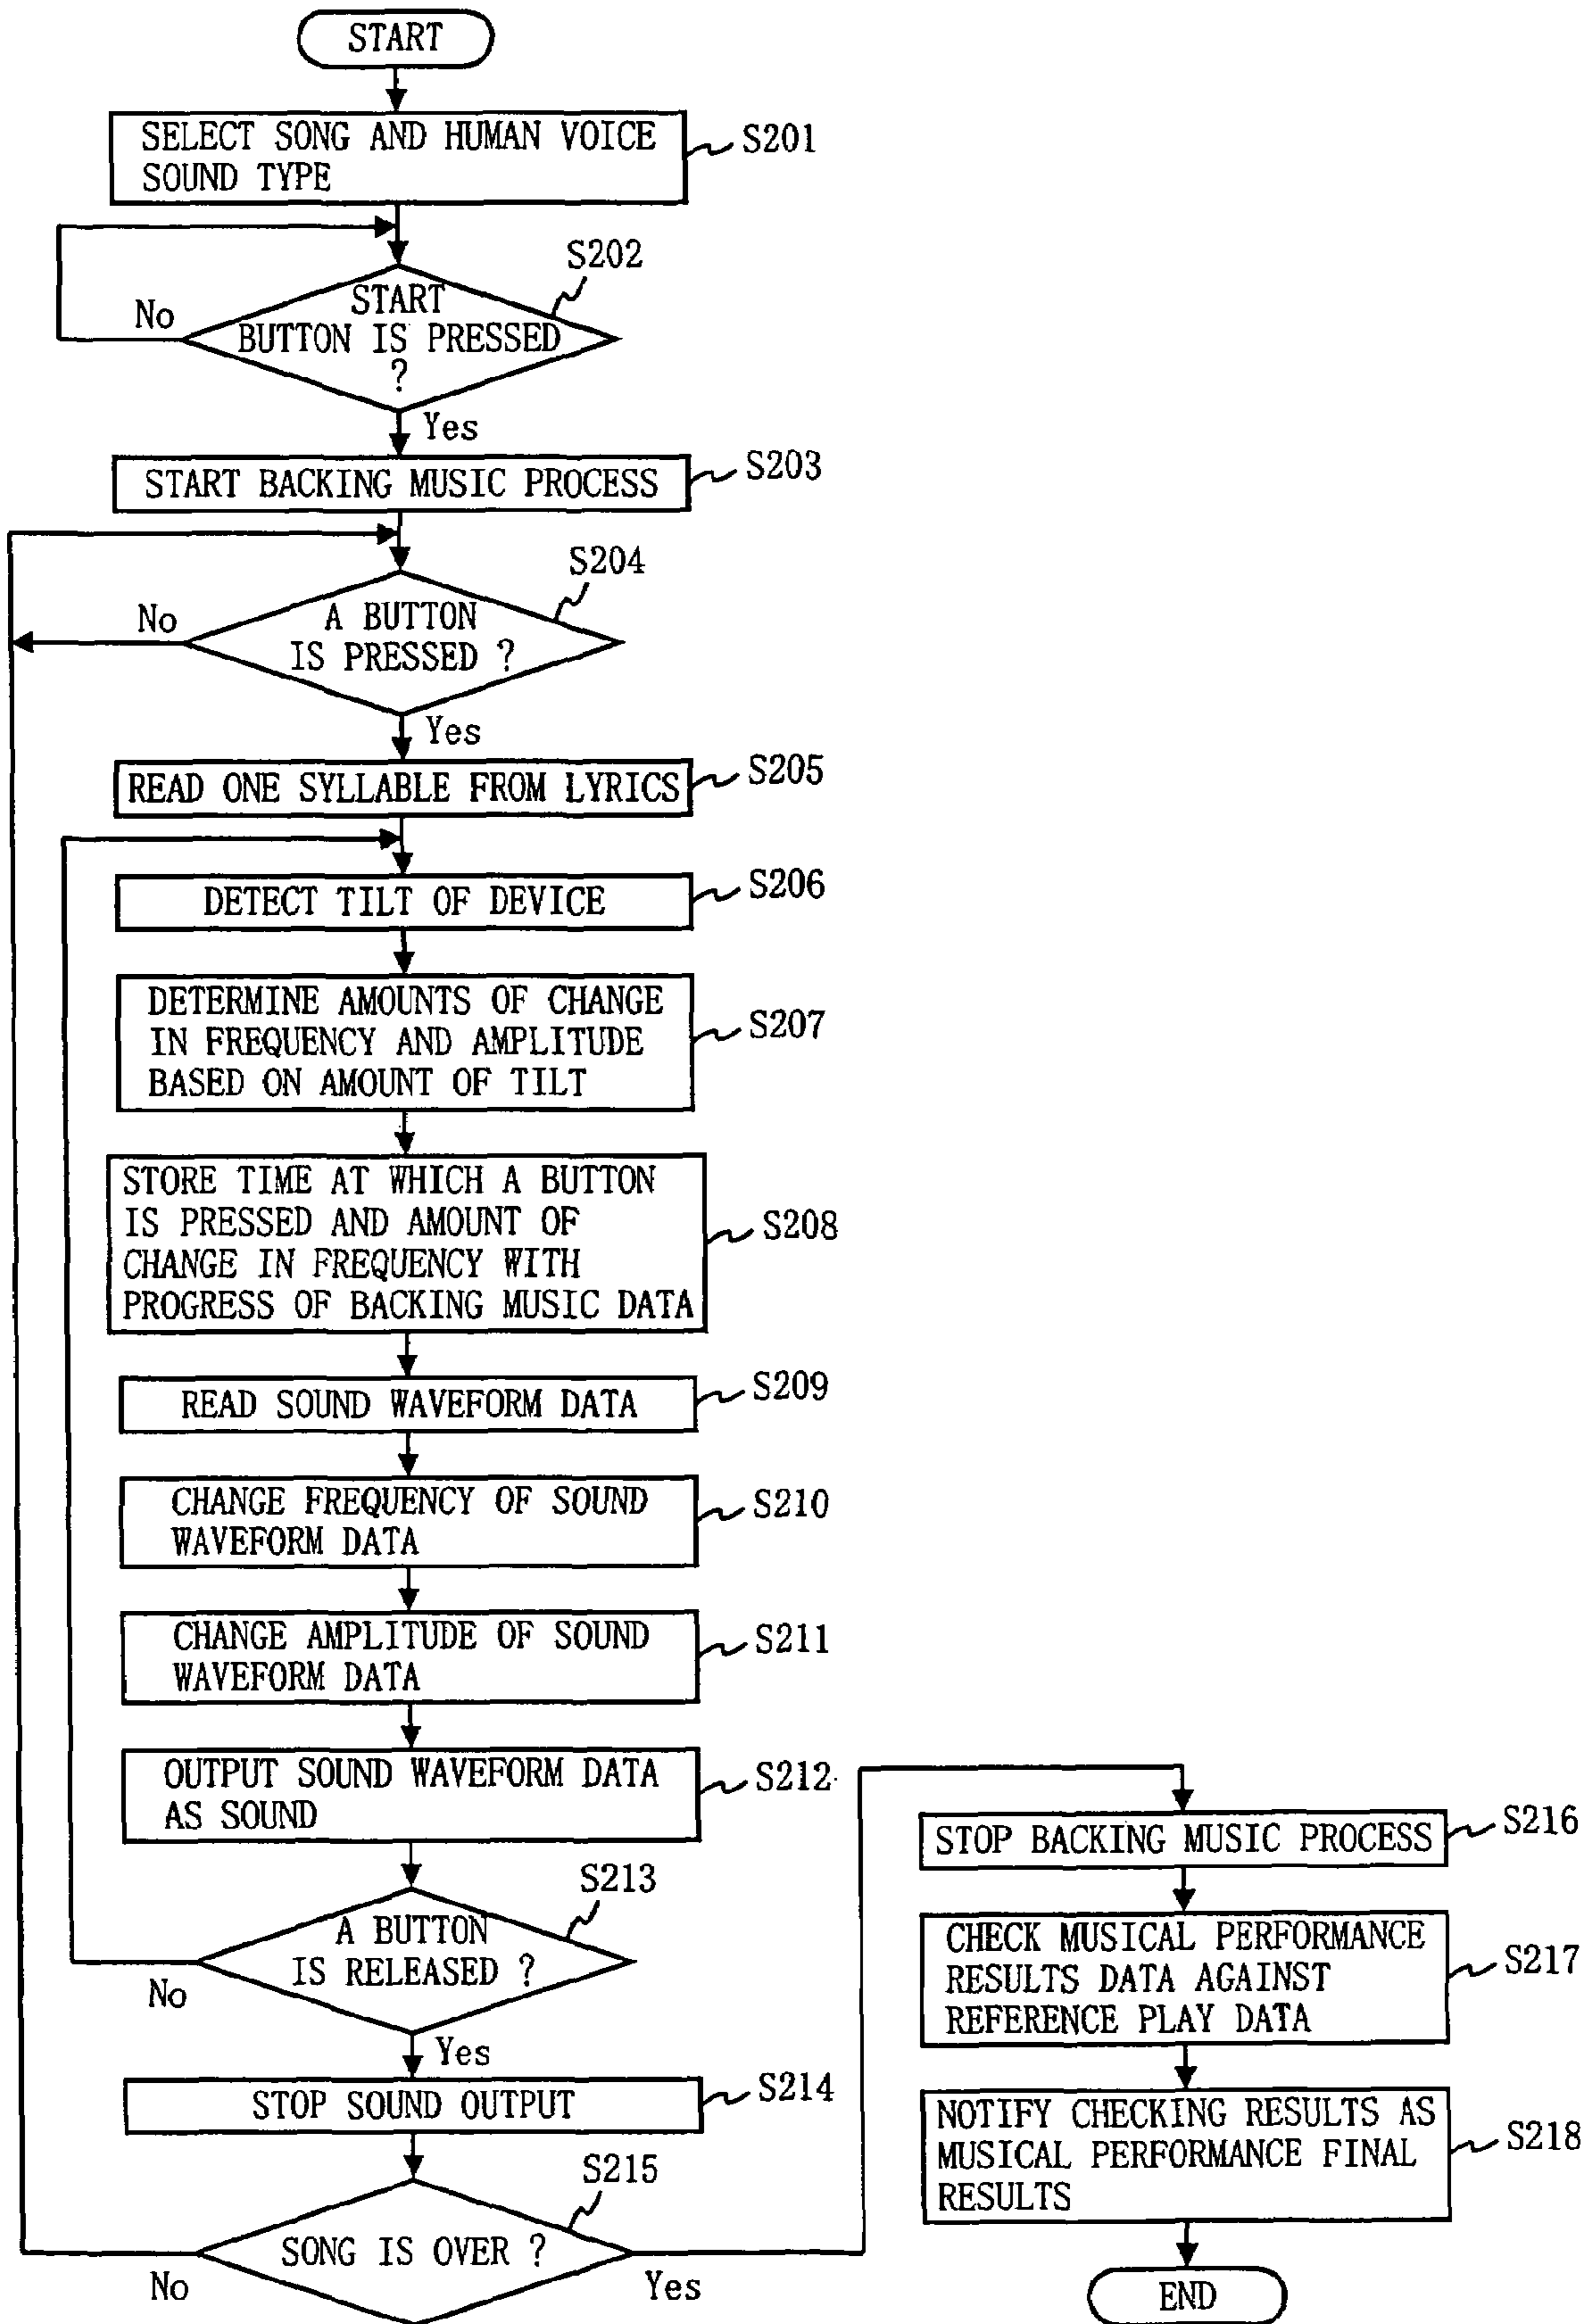 START
SELECT SONG AND HUMAN VOICE
SOUND TYPE
S201
S202
START
BUTTON IS PRESSED
?
No
Yes
START BACKING MUSIC PROCESS
S203
S204
A BUTTON
IS PRESSED ?
No
Yes
READ ONE SYLLABLE FROM LYRICS
S205
DETECT TILT OF DEVICE
S206
DETERMINE AMOUNTS OF CHANGE
IN FREQUENCY AND AMPLITUDE
BASED ON AMOUNT OF TILT
S207
STORE TIME AT WHICH A BUTTON
IS PRESSED AND AMOUNT OF
CHANGE IN FREQUENCY WITH
PROGRESS OF BACKING MUSIC DATA
S208
READ SOUND WAVEFORM DATA
S209
CHANGE FREQUENCY OF SOUND
WAVEFORM DATA
S210
CHANGE AMPLITUDE OF SOUND
WAVEFORM DATA
S211
OUTPUT SOUND WAVEFORM DATA
AS SOUND
S212
S213
A BUTTON
IS RELEASED ?
No
Yes
STOP SOUND OUTPUT
S214
S215
SONG IS OVER ?
No
Yes
STOP BACKING MUSIC PROCESS
S216
CHECK MUSICAL PERFORMANCE
RESULTS DATA AGAINST
REFERENCE PLAY DATA
S217
NOTIFY CHECKING RESULTS AS
MUSICAL PERFORMANCE FINAL
RESULTS
S218
END